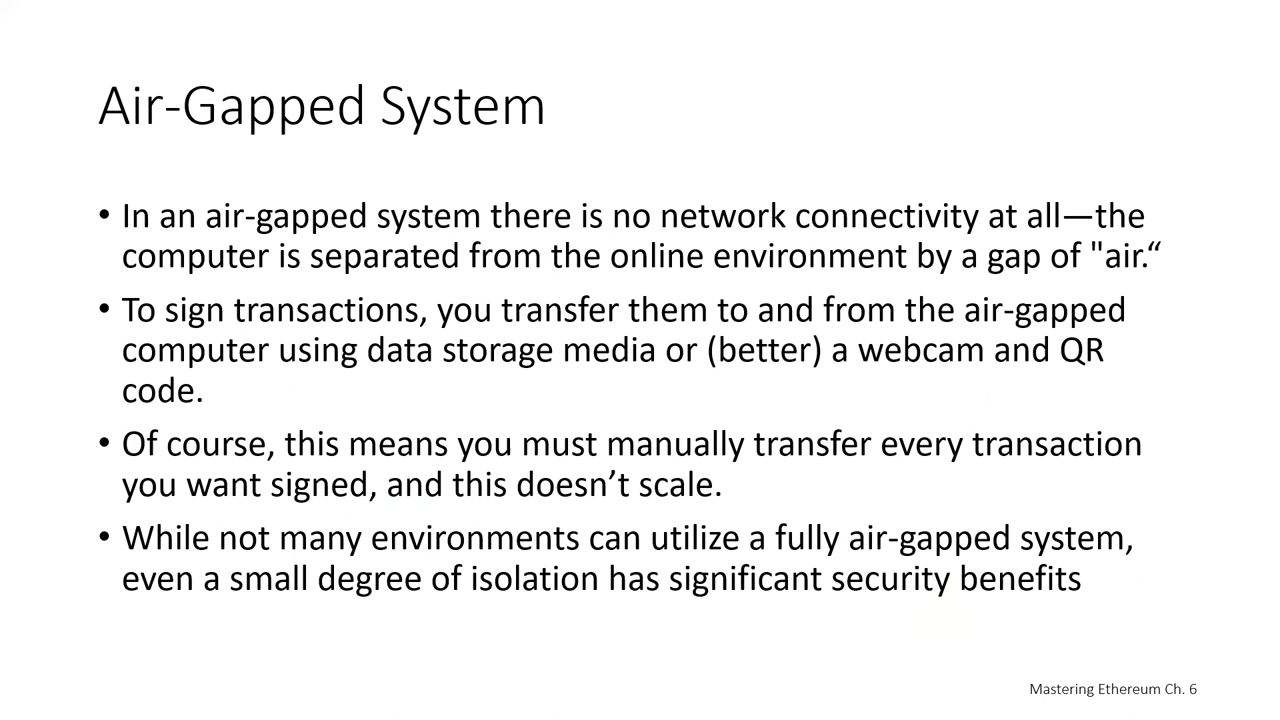 Air-Gapped System
• In an air-gapped system there is no network connectivity at all—the
computer is separated from the online environment by a gap of "air.“
• To sign transactions, you transfer them to and from the air-gapped
computer using data storage media or (better) a webcam and QR
code.
• Of course, this means you must manually transfer every transaction
you want signed, and this doesn’t scale.
• While not many environments can utilize a fully air-gapped system,
even a small degree of isolation has significant security benefits
Mastering Ethereum Ch. 6